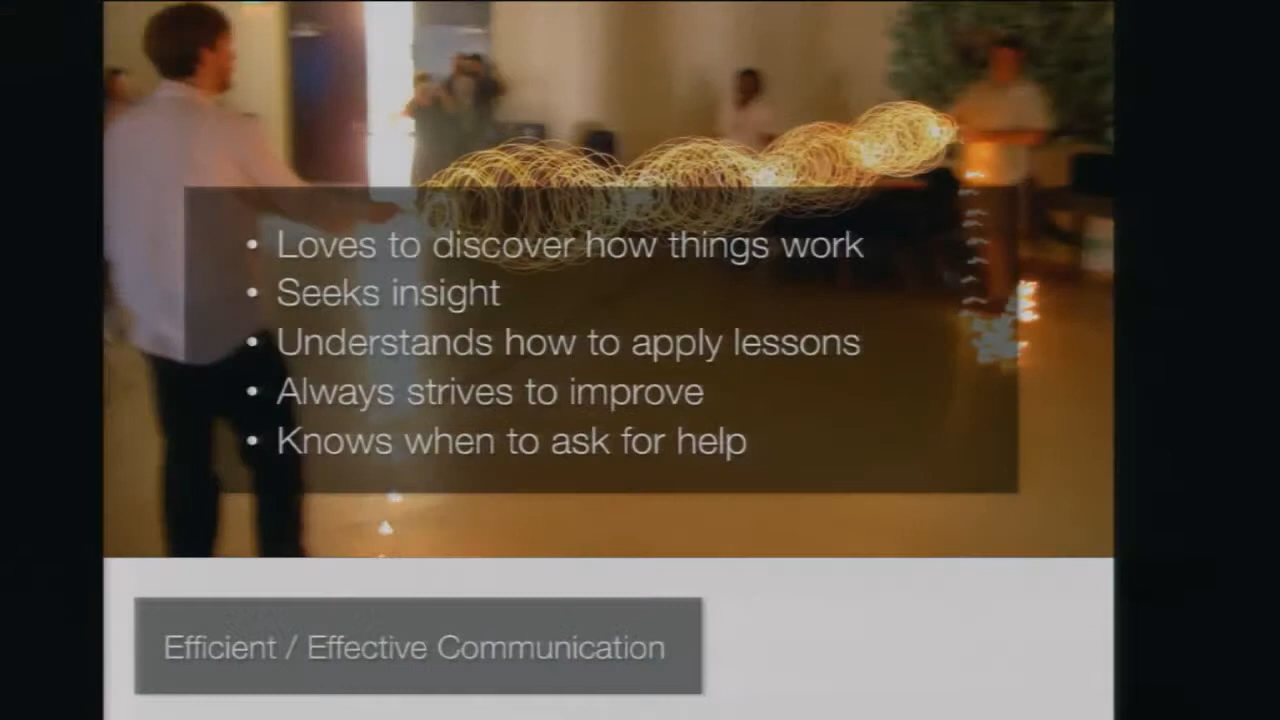 • Loves to discover how things work
• Seeks insight
• Understands how to apply lessons
• Always strives to improve
• Knows when to ask for help
Efficient / Effective Communication